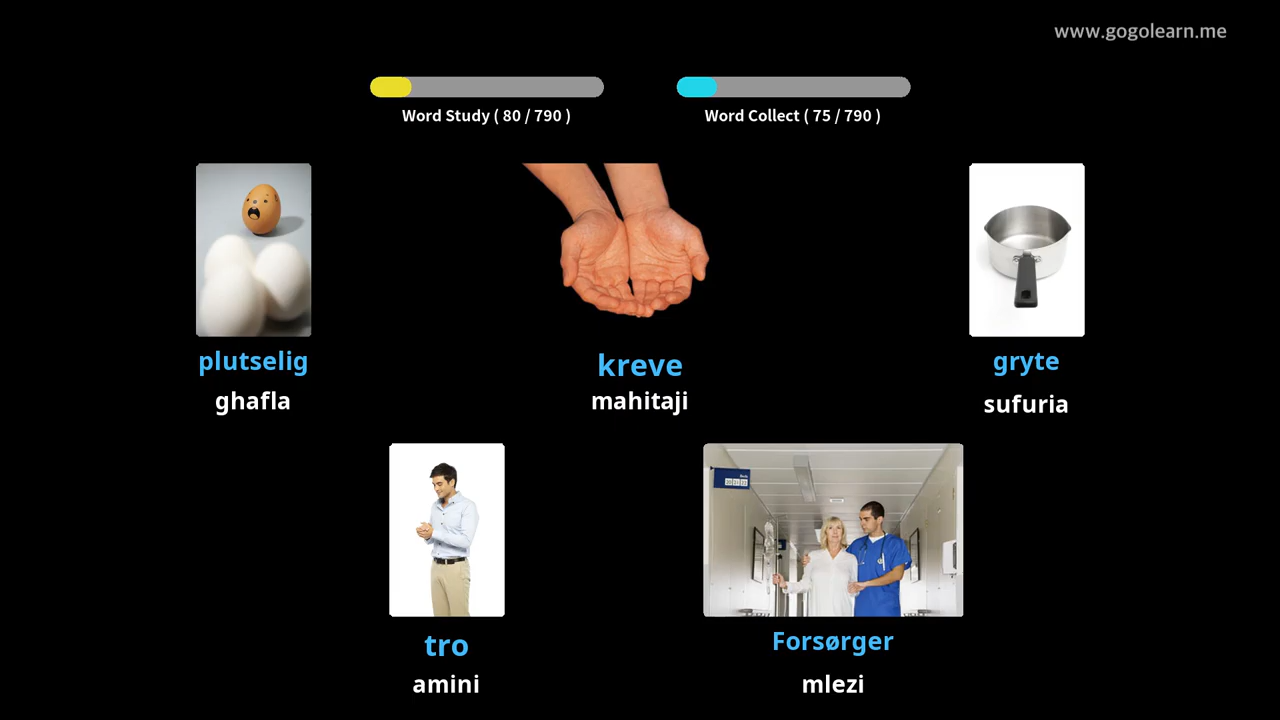 www.gogolearn.me
Word Study ( 80 / 790 )
Word Collect ( 75 / 790 )
plutselig
ghafla
kreve
mahitaji
gryte
sufuria
tro
amini
Forsørger
mlezi